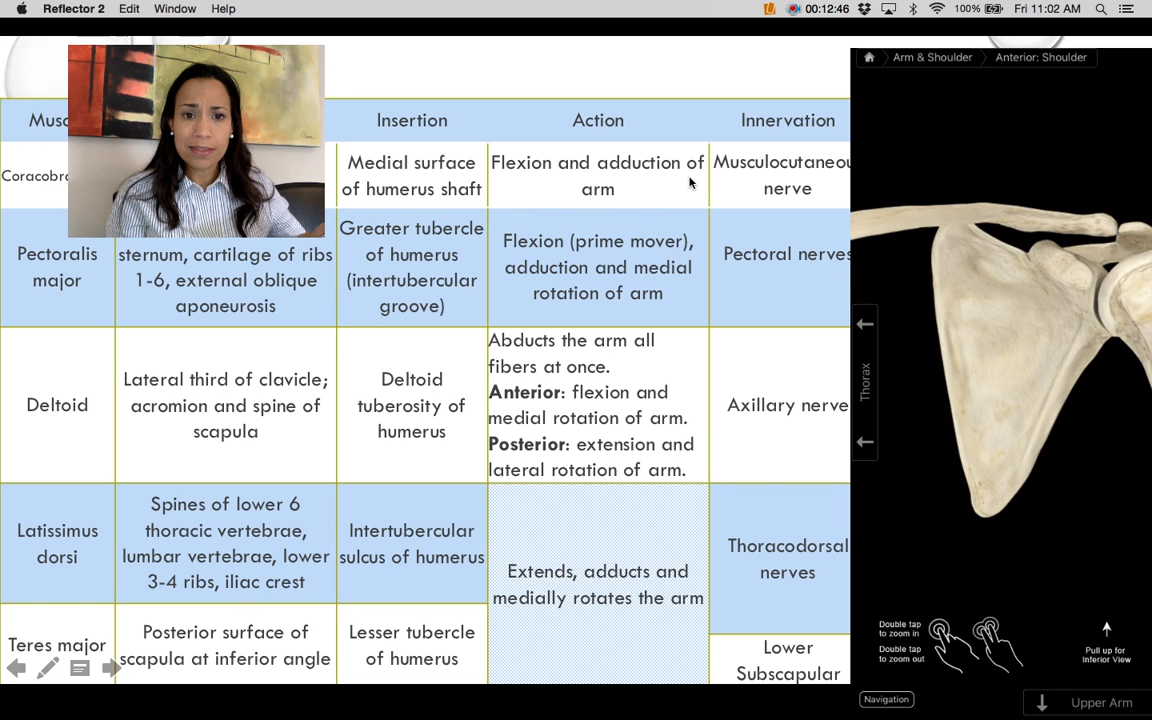 Reflector 2 Edit Window Help 00:12:46 100% Fri 11:02 AM
Arm & Shoulder Anterior: Shoulder
Insertion Action Innervation
Medial surface
of humerus shaft
Flexion and adduction of
arm
nerve
Pectoralis
major
sternum, cartilage of ribs
1-6, external oblique
aponeurosis
Greater tubercle
of humerus
(intertubercular
groove)
Flexion (prime mover),
adduction and medial
rotation of arm
Pectoral nerves
Deltoid
Lateral third of clavicle;
acromion and spine of
scapula
Deltoid
tuberosity of
humerus
Abducts the arm all
fibers at once.
Anterior: flexion and
medial rotation of arm.
Posterior: extension and
lateral rotation of arm.
Axillary nerve
Latissimus
dorsi
Spines of lower 6
thoracic vertebrae,
lumbar vertebrae, lower
3-4 ribs, iliac crest
Intertubercular
sulcus of humerus
Extends, adducts and
medially rotates the arm
Thoracodorsal
nerves
Teres major
Posterior surface of
scapula at inferior angle
Lesser tubercle
of humerus
Lower
Subscapular
Thorax
Double tap
to zoom in
Double tap
to zoom out
Pull up for
Inferior View
Navigation
Upper Arm